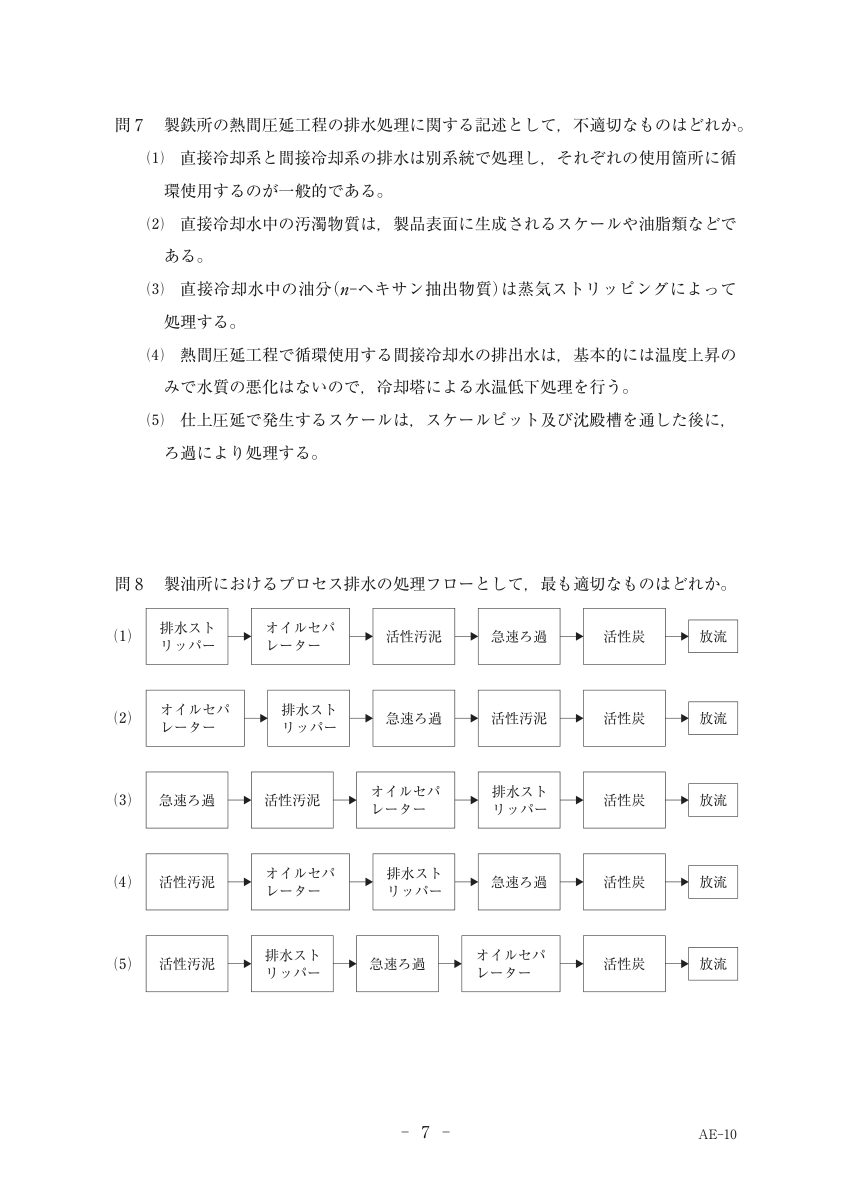 問７　製鉄所の熱間圧延工程の排水処理に関する記述として，不適切なものはどれか。
⑴　直接冷却系と間接冷却系の排水は別系統で処理し，それぞれの使用箇所に循
環使用するのが一般的である。
⑵　直接冷却水中の汚濁物質は，製品表面に生成されるスケールや油脂類などで
ある。
⑶　直接冷却水中の油分(n-ヘキサン抽出物質)は蒸気ストリッピングによって
処理する。
⑷　熱間圧延工程で循環使用する間接冷却水の排出水は，基本的には温度上昇の
みで水質の悪化はないので，冷却塔による水温低下処理を行う。
⑸　仕上圧延で発生するスケールは，スケールピット及び沈殿槽を通した後に，
ろ過により処理する。
問８　製油所におけるプロセス排水の処理フローとして，最も適切なものはどれか。
⑴
排水スト
リッパー
オイルセパ
レーター
活性汚泥
急速ろ過
活性炭
放流
⑵
オイルセパ
レーター
排水スト
リッパー
急速ろ過
活性汚泥
活性炭
放流
⑶
急速ろ過
活性汚泥
オイルセパ
レーター
排水スト
リッパー
活性炭
放流
⑷
活性汚泥
オイルセパ
レーター
排水スト
リッパー
急速ろ過
活性炭
放流
⑸
活性汚泥
排水スト
リッパー
急速ろ過
オイルセパ
レーター
活性炭
放流
- 7 -
AE-10